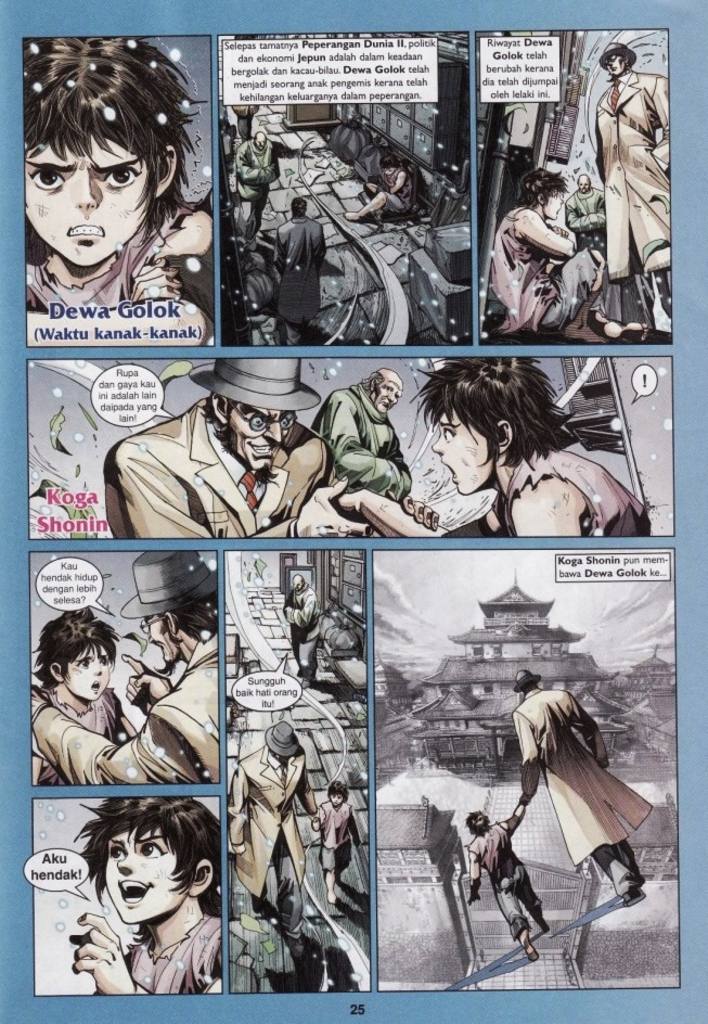 Selepas tamatnya Peperangan Dunia II, politik
dan ekonomi Jepun adalah dalam keadaan
bergolak dan kacau-bilau. Dewa Golok telah
menjadi seorang anak pengemis kerana telah
kehilangan keluarganya dalam peperangan.
Riwayat Dewa
Golok telah
berubah kerana
dia telah dijumpai
oleh lelaki ini.
Dewa Golok
(Waktu kanak-kanak)
Rupa
dan gaya kau
ini adalah lain
daipada yang
lain!
!
Koga
Shonin
Kau
hendak hidup
dengan lebih
selesa?
Sungguh
baik hati orang
itu!
Koga Shonin pun mem-
bawa Dewa Golok ke...
Aku
hendak!
25